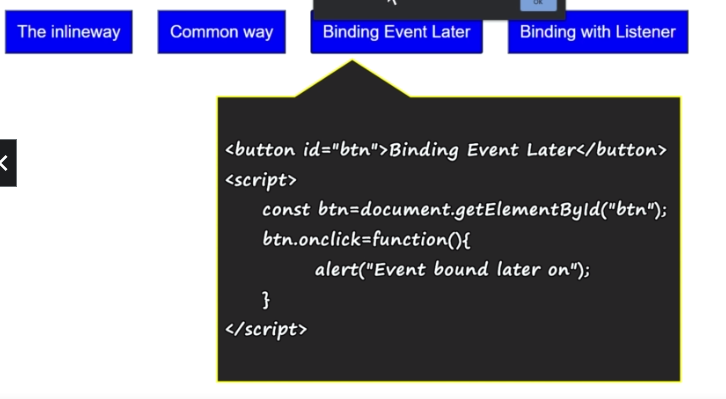 OK
The inlineway
Common way
Binding Event Later
Binding with Listener
<button id="btn">Binding Event Later</button>
<script>
const btn=document.getElementById("btn");
btn.onclick=function(){
alert("Event bound later on");
}
</script>